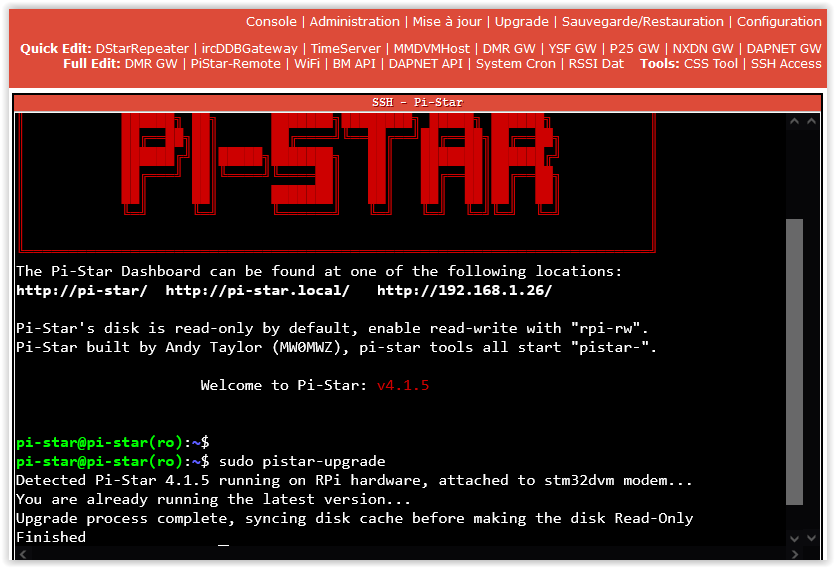 Console | Administration | Mise à jour | Upgrade | Sauvegarde/Restauration | Configuration
Quick Edit: DStarRepeater | ircDDBGateway | TimeServer | MMDVMHost | DMR GW | YSF GW | P25 GW | NXDN GW | DAPNET GW
Full Edit: DMR GW | PiStar-Remote | WiFi | BM API | DAPNET API | System Cron | RSSI Dat Tools: CSS Tool | SSH Access
SSH - Pi-Star
PI-STAR
The Pi-Star Dashboard can be found at one of the following locations:
http://pi-star/ http://pi-star.local/ http://192.168.1.26/
Pi-Star's disk is read-only by default, enable read-write with "rpi-rw".
Pi-Star built by Andy Taylor (MW0MWZ), pi-star tools all start "pistar-".
Welcome to Pi-Star: v4.1.5
pi-star@pi-star(ro):~$
pi-star@pi-star(ro):~$ sudo pistar-upgrade
Detected Pi-Star 4.1.5 running on RPi hardware, attached to stm32dvm modem...
You are already running the latest version...
Upgrade process complete, syncing disk cache before making the disk Read-Only
Finished